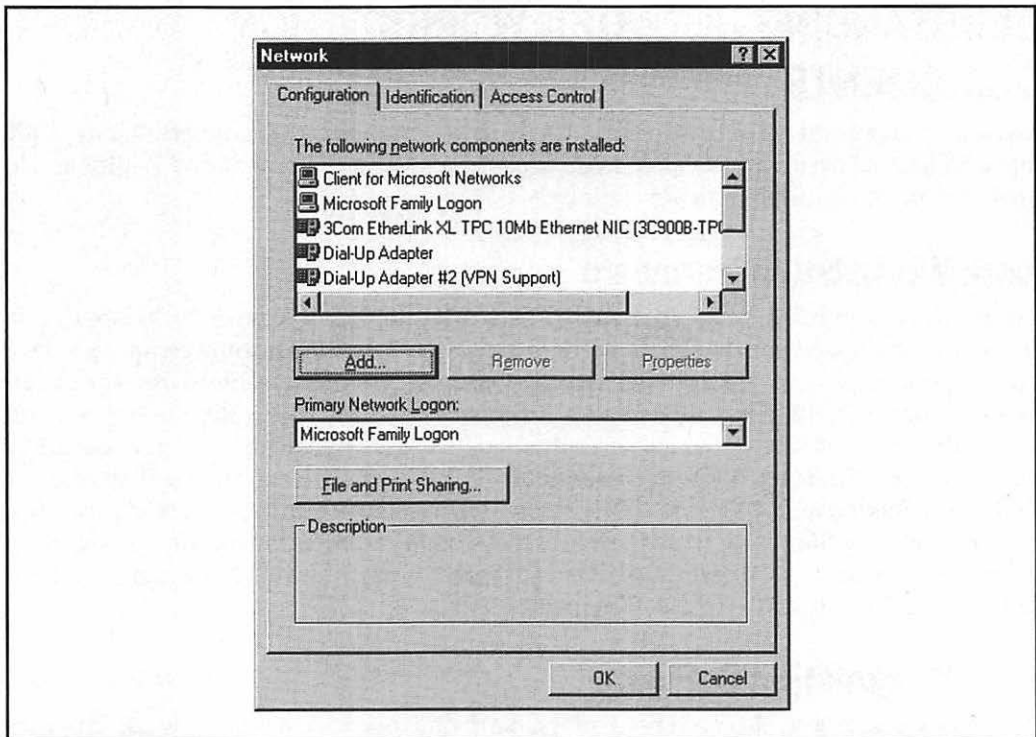 Network
Configuration
Identification
Access Control
The following network components are installed:
Client for Microsoft Networks
Microsoft Family Logon
3Com EtherLink XL TPC 10Mb Ethernet NIC (3C900B-TP
Dial-Up Adapter
Dial-Up Adapter #2 (VPN Support)
Add...
Remove
Properties
Primary Network Logon:
Microsoft Family Logon
File and Print Sharing...
Description
OK
Cancel